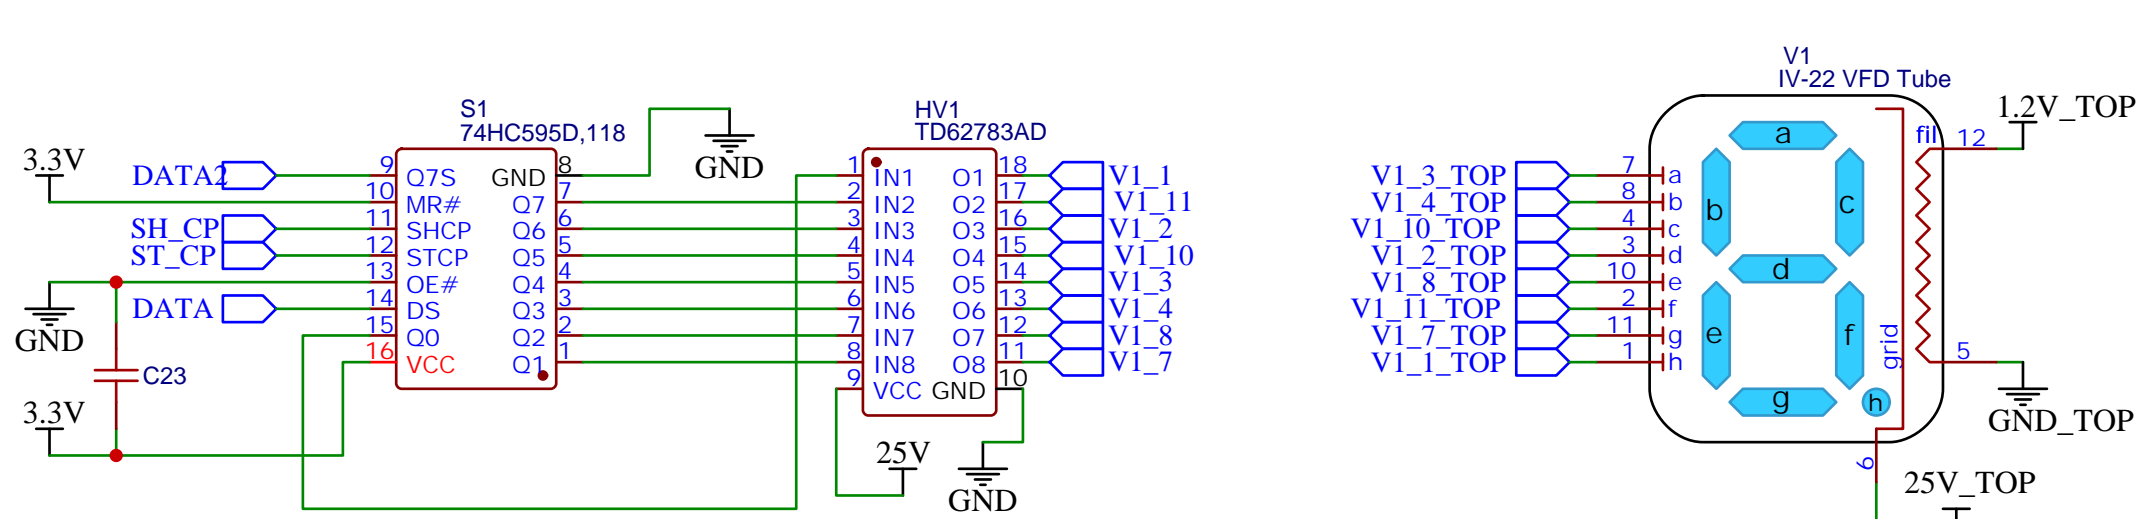 S1
74HC595D,118
3.3V
DATA2
SH_CP
ST_CP
GND
DATA
C23
3.3V
9 Q7S GND 8
10 MR# Q7 7
11 SHCP Q6 6
12 STCP Q5 5
13 OE# Q4 4
14 DS Q3 3
15 Q0 Q2 2
16 VCC Q1 1
GND
HV1
TD62783AD
1 IN1 O1 18 V1_1
2 IN2 O2 17 V1_11
3 IN3 O3 16 V1_2
4 IN4 O4 15 V1_10
5 IN5 O5 14 V1_3
6 IN6 O6 13 V1_4
7 IN7 O7 12 V1_8
8 IN8 O8 11 V1_7
9 VCC GND 10
25V
GND
V1
IV-22 VFD Tube
V1_3_TOP 7 a
V1_4_TOP 8 b
V1_10_TOP 4 c
V1_2_TOP 3 d
V1_8_TOP 10 e
V1_11_TOP 2 f
V1_7_TOP 11 g
V1_1_TOP 1 h
a
b
c
d
e
f
g
h
fil
grid
12
1.2V_TOP
5
GND_TOP
6
25V_TOP